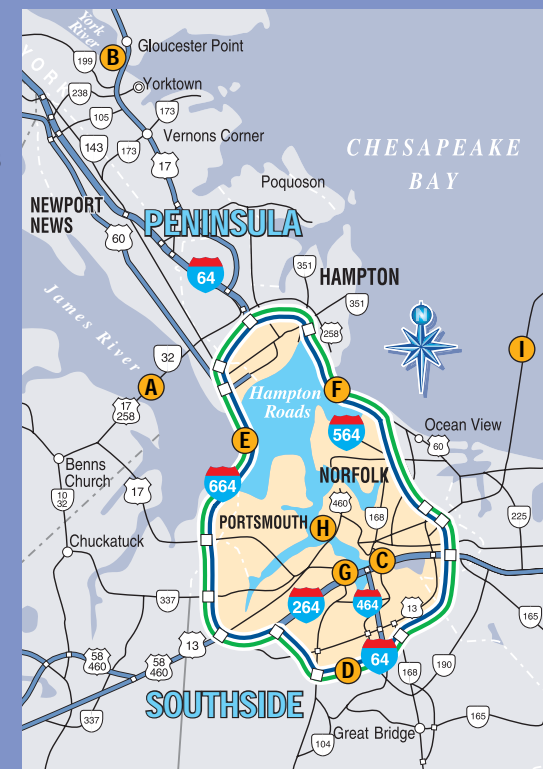 York
River
B
Gloucester Point
199
YORK
Yorktown
238
105
173
Vernons Corner
143
173
17
CHESAPEAKE
BAY
Poquoson
NEWPORT
NEWS
PENINSULA
60
64
351
HAMPTON
351
N
James River
258
32
I
A
17
258
Hampton
Roads
F
564
Ocean View
60
E
Benns
Church
664
NORFOLK
10
32
17
460
PORTSMOUTH
H
168
225
Chuckatuck
C
G
337
264
464
13
165
13
64
58
460
58
460
D
168
190
SOUTHSIDE
337
104
Great Bridge
165